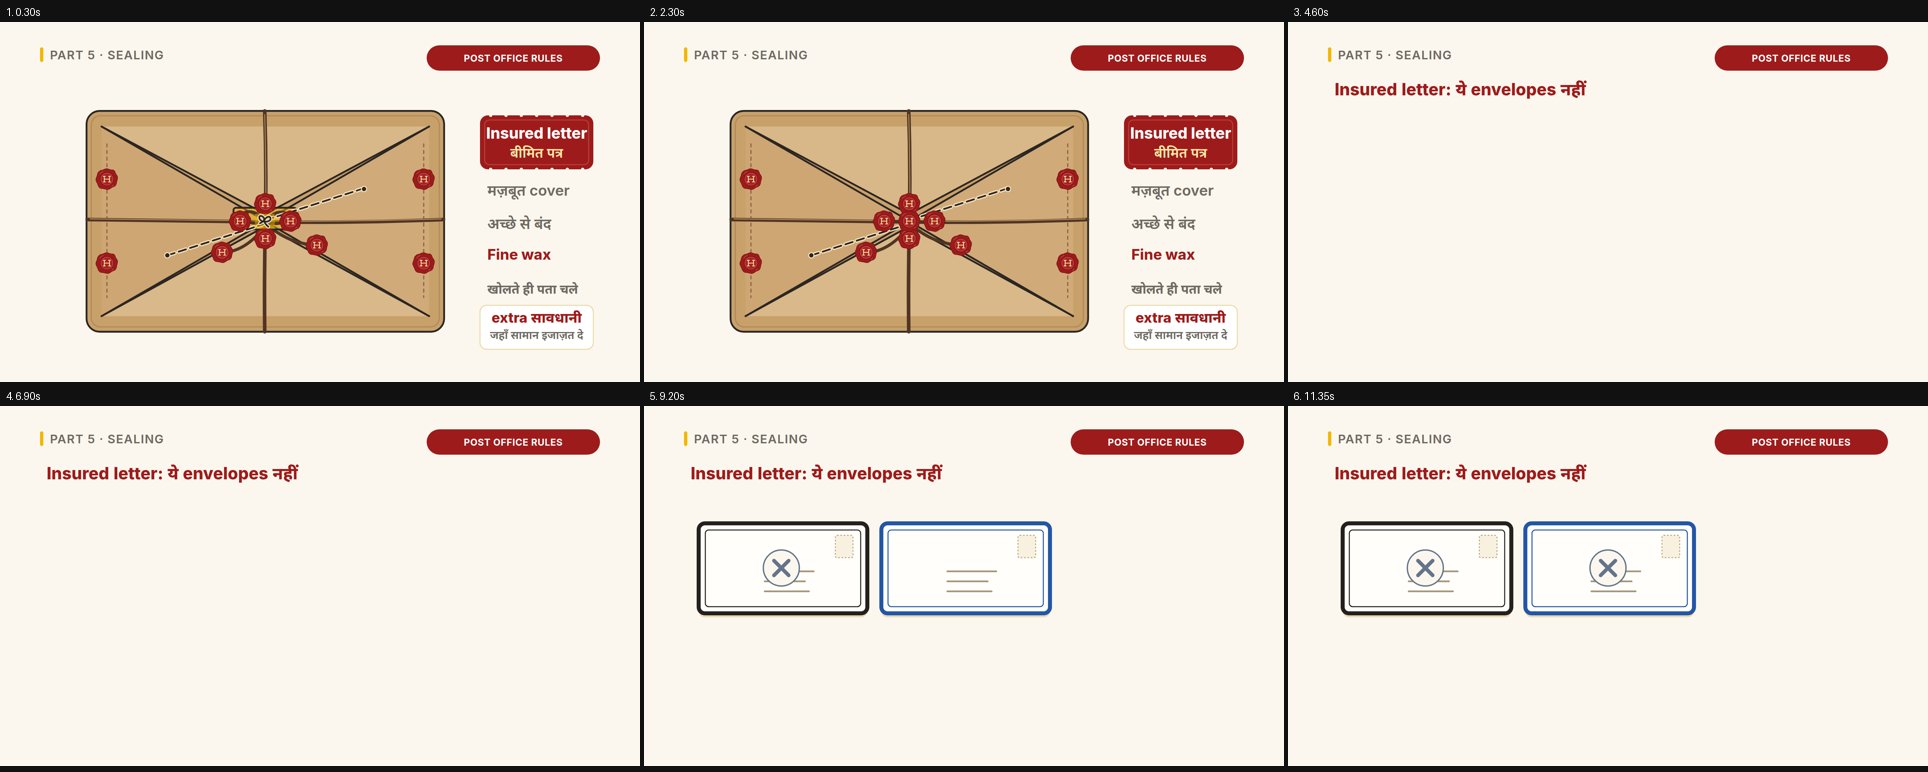 1. 0.30s
PART 5 · SEALING
POST OFFICE RULES
Insured letter
बीमित पत्र
मज़बूत cover
अच्छे से बंद
Fine wax
खोलते ही पता चले
extra सावधानी
जहाँ सामान इजाज़त दे
H
H
H
H
H
H
H
H
H
H
2. 2.30s
PART 5 · SEALING
POST OFFICE RULES
Insured letter
बीमित पत्र
मज़बूत cover
अच्छे से बंद
Fine wax
खोलते ही पता चले
extra सावधानी
जहाँ सामान इजाज़त दे
H
H
H
H
H
H
H
H
H
H
H
3. 4.60s
PART 5 · SEALING
POST OFFICE RULES
Insured letter: ये envelopes नहीं
4. 6.90s
PART 5 · SEALING
POST OFFICE RULES
Insured letter: ये envelopes नहीं
5. 9.20s
PART 5 · SEALING
POST OFFICE RULES
Insured letter: ये envelopes नहीं
6. 11.35s
PART 5 · SEALING
POST OFFICE RULES
Insured letter: ये envelopes नहीं